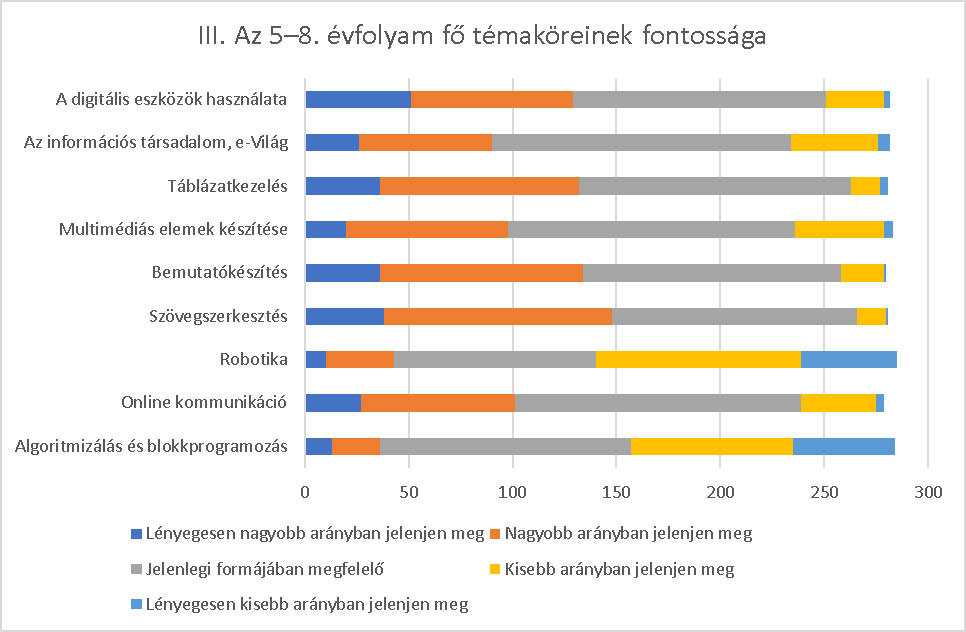 III. Az 5–8. évfolyam fő témaköreinek fontossága
A digitális eszközök használata
Az információs társadalom, e-Világ
Táblázatkezelés
Multimédiás elemek készítése
Bemutatókészítés
Szövegszerkesztés
Robotika
Online kommunikáció
Algoritmizálás és blokkprogramozás
0 50 100 150 200 250 300
Lényegesen nagyobb arányban jelenjen meg Nagyobb arányban jelenjen meg
Jelenlegi formájában megfelelő Kisebb arányban jelenjen meg
Lényegesen kisebb arányban jelenjen meg